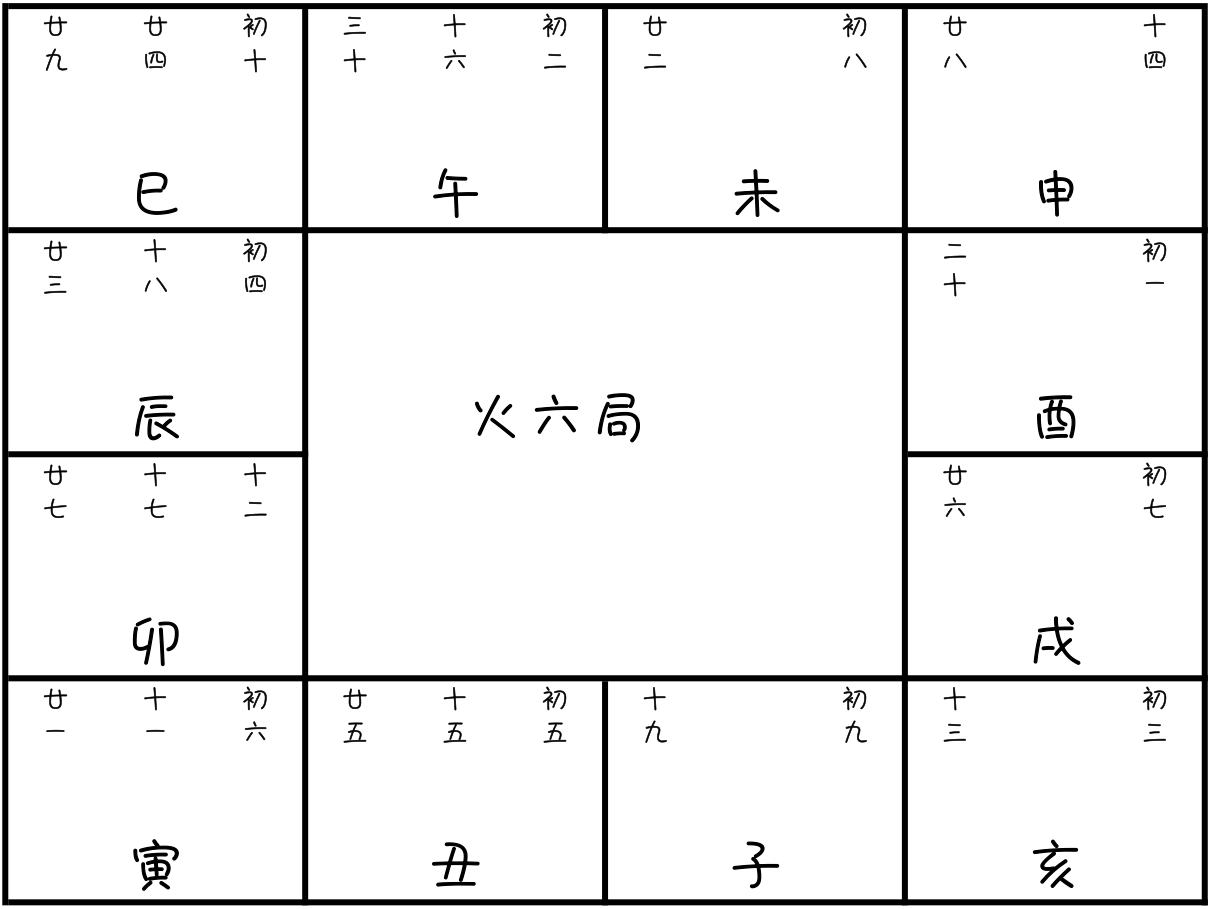 初十
廿四
廿九
巳
初二
十六
三十
午
初八
廿二
未
十四
廿八
申
初四
十八
廿三
辰
火六局
初一
二十
酉
十二
十七
廿七
卯
初七
廿六
戌
初六
十一
廿一
寅
初五
十五
廿五
丑
初九
十九
子
初三
十三
亥